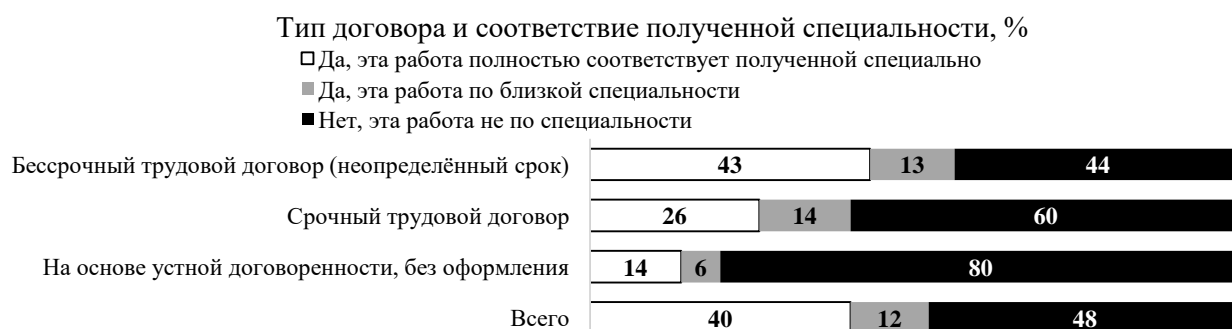 Тип договора и соответствие полученной специальности, %
Да, эта работа полностью соответствует полученной специально
Да, эта работа по близкой специальности
Нет, эта работа не по специальности
Бессрочный трудовой договор (неопределённый срок) 43 13 44
Срочный трудовой договор 26 14 60
На основе устной договоренности, без оформления 14 6 80
Всего 40 12 48